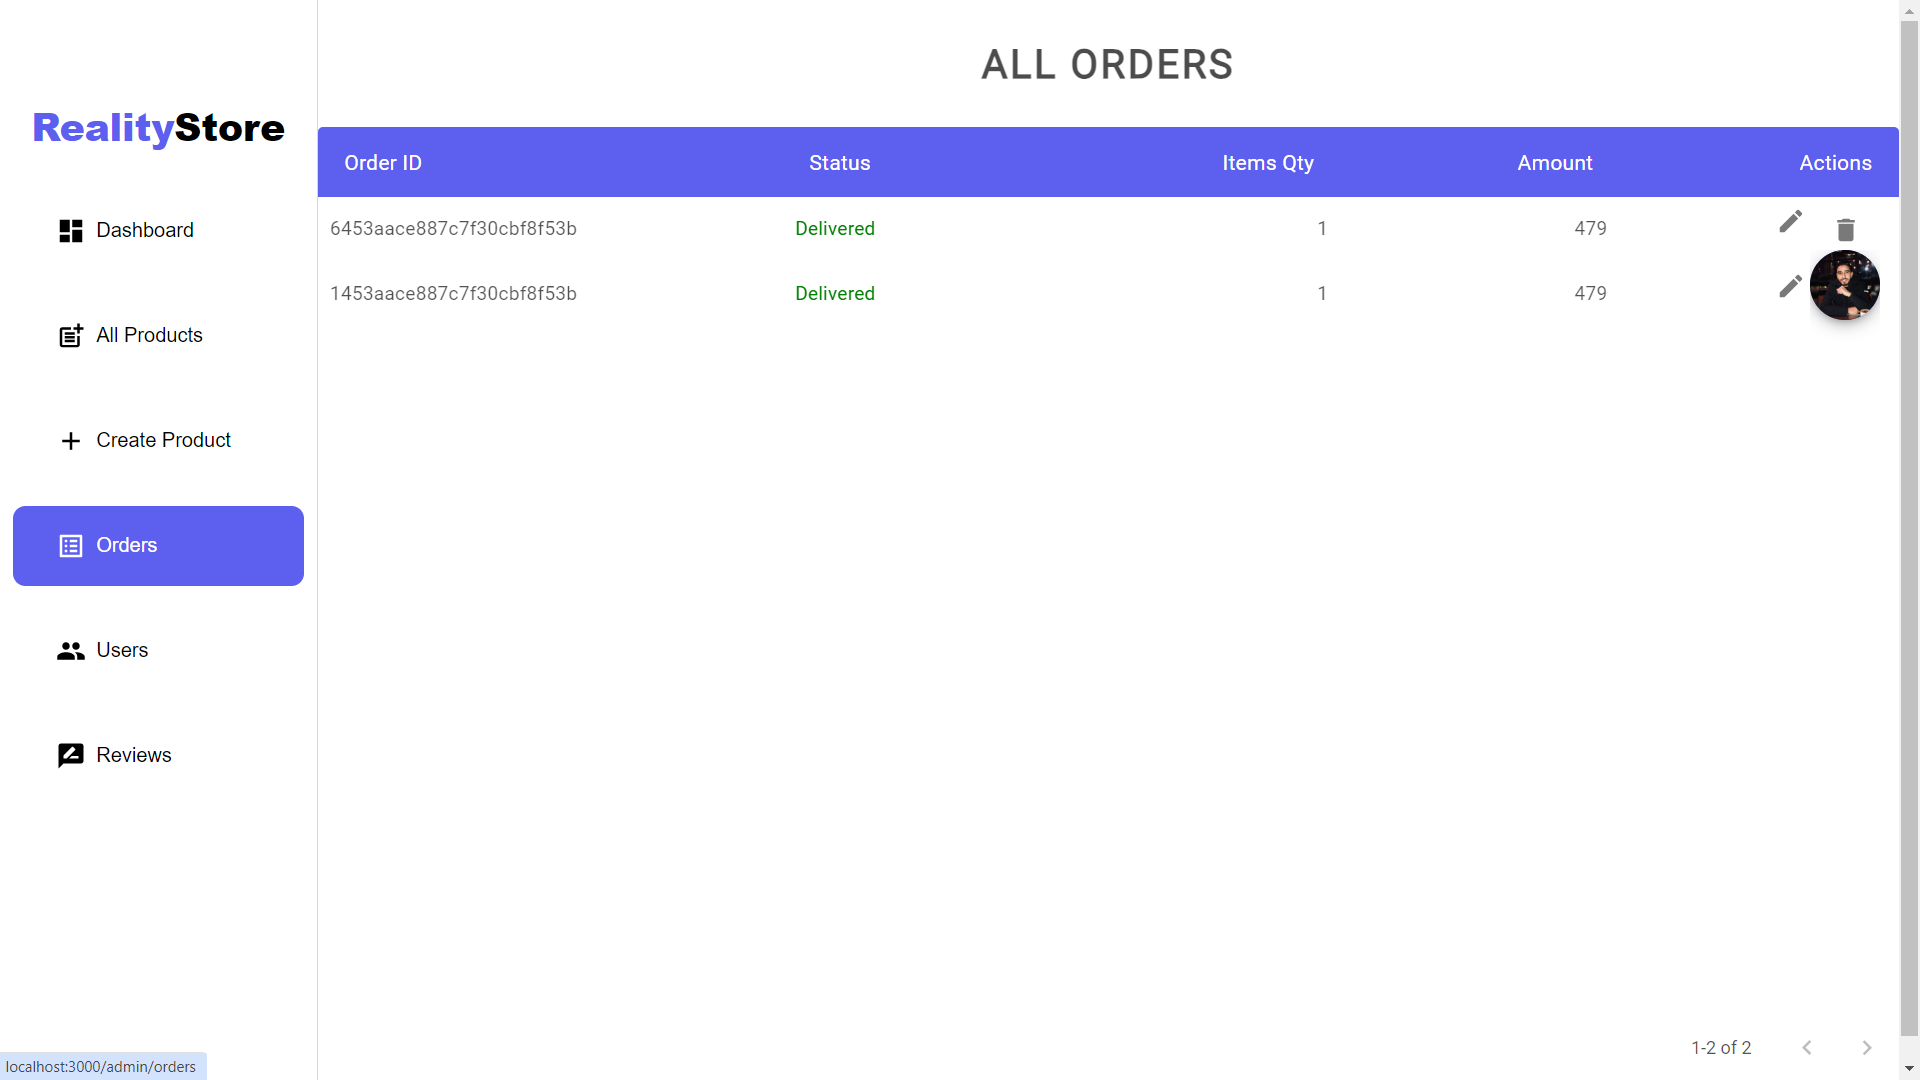 RealityStore
Dashboard
All Products
Create Product
Orders
Users
Reviews
ALL ORDERS
Order ID Status Items Qty Amount Actions
6453aace887c7f30cbf8f53b Delivered 1 479
1453aace887c7f30cbf8f53b Delivered 1 479
1-2 of 2
localhost:3000/admin/orders